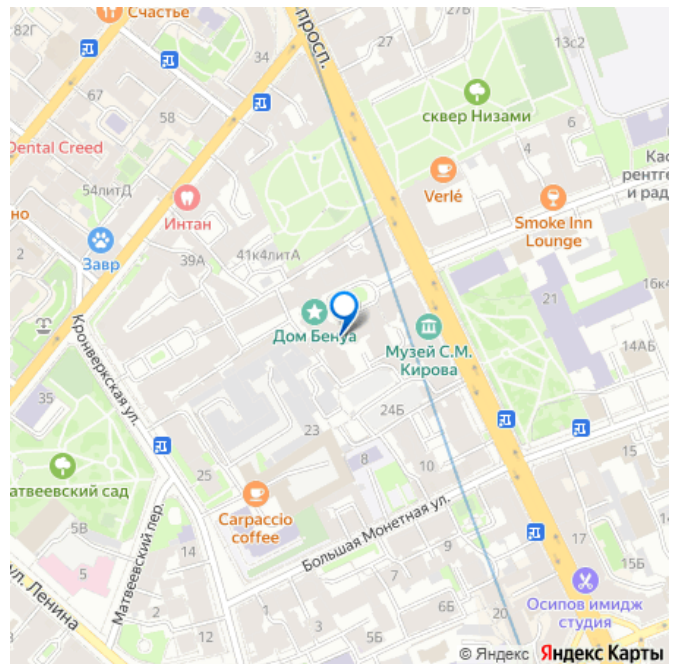 Счастье
82Г
просп.
27Б
27
13с2
34
67
58
сквер Низами
4
6
Dental Creed
54литД
Интан
Verlé
Кас
рентге
и рад
но
2
Завр
39А
41к4литА
Smoke Inn
Lounge
21
16к4
Дом Бенуа
Музей С.М.
Кирова
14АБ
35
Кронверкская ул.
24Б
23
8
10
15
25
атвеевский сад
Carpaccio
coffee
Большая Монетная ул.
5В
Матвеевский пер.
14
7
9
17
15Б
5
ул. Ленина
2
12
5Б
6Б
20
Осипов имидж
студия
© Яндекс Яндекс Карты